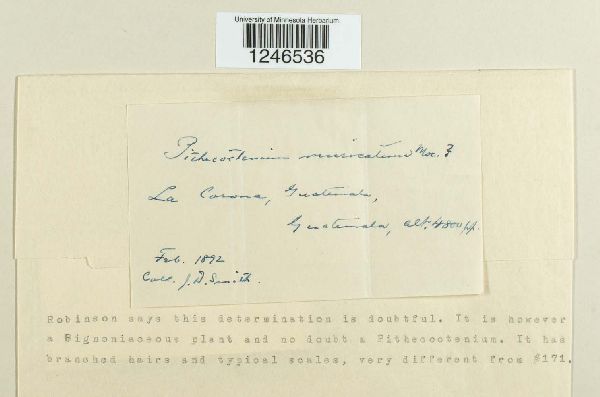 University of Minnesota Herbarium
1246536
Pithecoctenium muricatum Moc. ?
La Corona, Guatemala,
Guatemala, alt. 4800 pp.
Feb. 1892
Coll. J. D. Smith.
Robinson says this determination is doubtful. It is however
a Bignoniaceous plant and no doubt a Pitheocotenium. It has
branched hairs and typical scales, very different from #171.